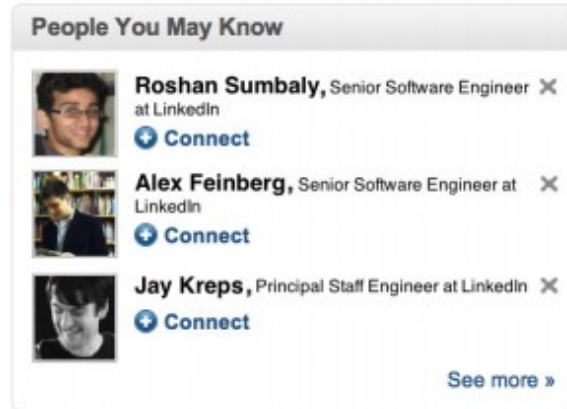 People You May Know
Roshan Sumbaly, Senior Software Engineer
at LinkedIn
Connect
Alex Feinberg, Senior Software Engineer at
LinkedIn
Connect
Jay Kreps, Principal Staff Engineer at LinkedIn
Connect
See more »